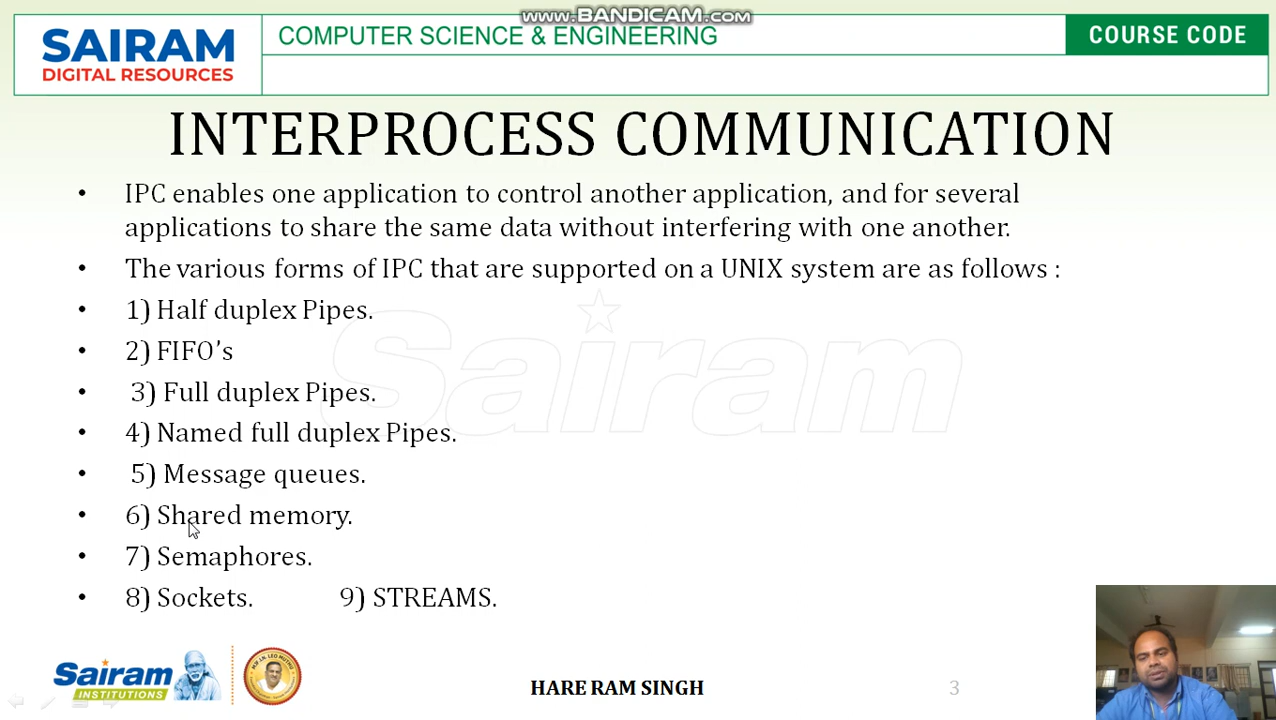 www.BANDICAM.com
SAIRAM
DIGITAL RESOURCES
COMPUTER SCIENCE & ENGINEERING
COURSE CODE
INTERPROCESS COMMUNICATION
• IPC enables one application to control another application, and for several
applications to share the same data without interfering with one another.
• The various forms of IPC that are supported on a UNIX system are as follows :
• 1) Half duplex Pipes.
• 2) FIFO’s
• 3) Full duplex Pipes.
• 4) Named full duplex Pipes.
• 5) Message queues.
• 6) Shared memory.
• 7) Semaphores.
• 8) Sockets. 9) STREAMS.
Sairam
Sairam
INSTITUTIONS
HARE RAM SINGH
3